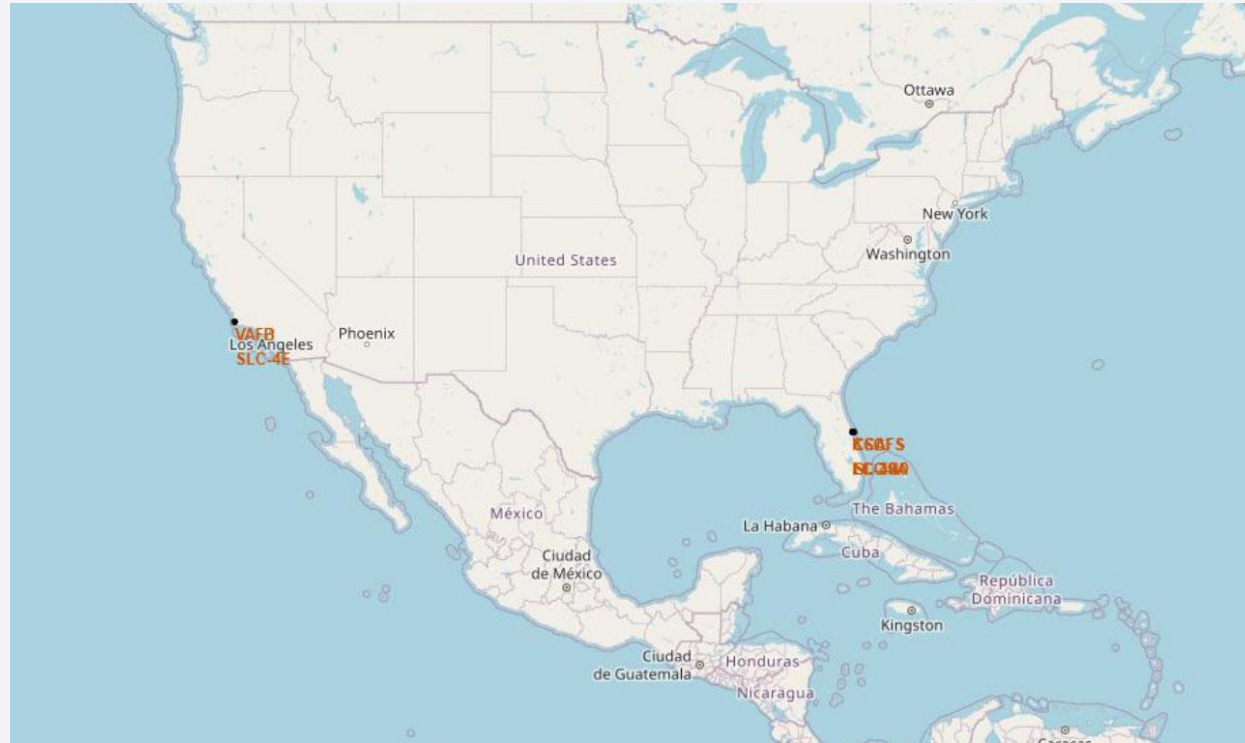 Ottawa
New York
Washington
United States
VAFB
SLC-4E
Los Angeles
Phoenix
The Bahamas
México
La Habana
Cuba
Ciudad
de México
República
Dominicana
Kingston
Ciudad
de Guatemala
Honduras
Nicaragua
Caracas